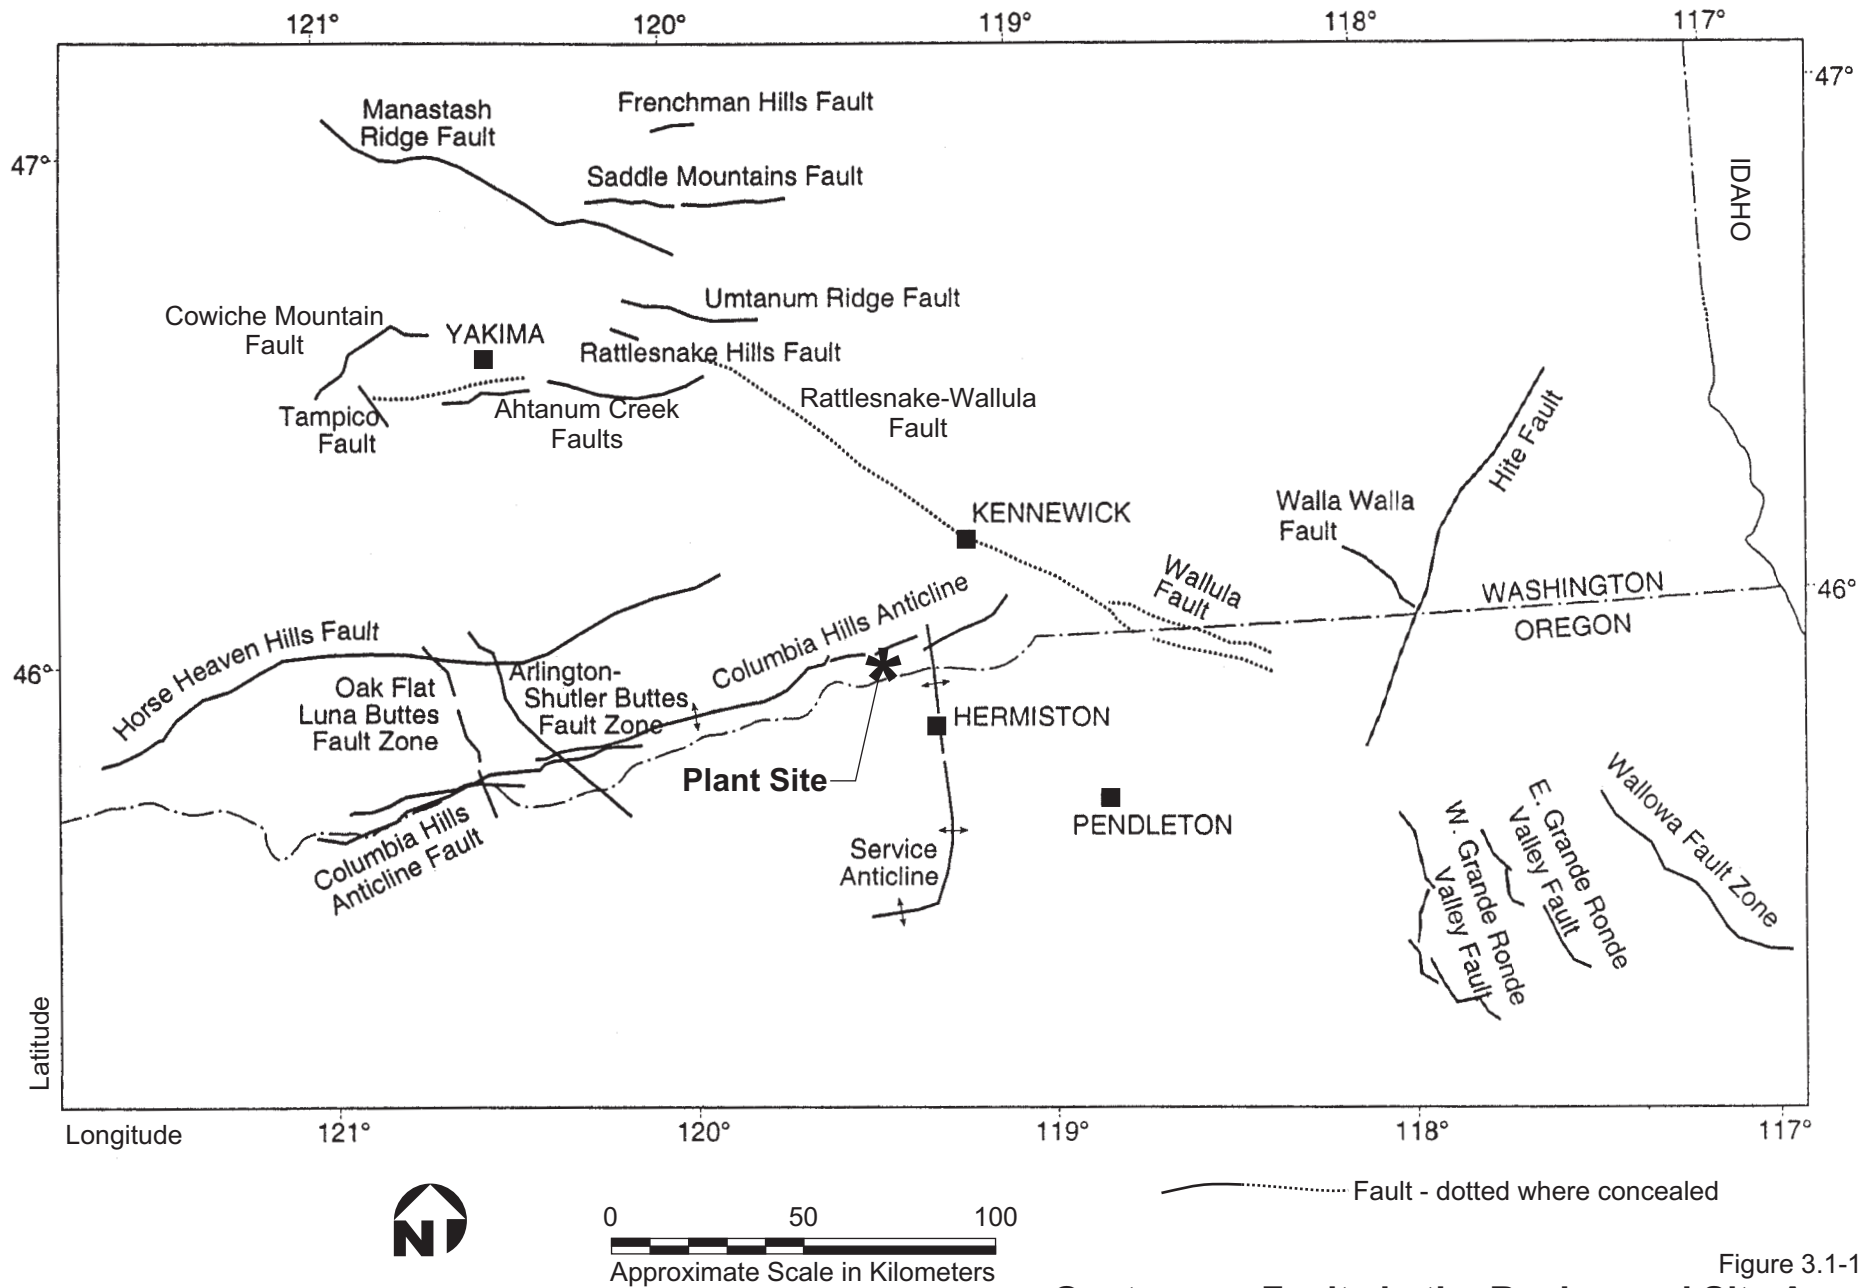 121°
120°
119°
118°
117°
47°
47°
46°
46°
Manastash
Ridge Fault
Frenchman Hills Fault
Saddle Mountains Fault
IDAHO
Umtanum Ridge Fault
Cowiche Mountain
Fault
YAKIMA
Rattlesnake Hills Fault
Rattlesnake-Wallula
Fault
Tampico
Fault
Ahtanum Creek
Faults
Hite Fault
Walla Walla
Fault
KENNEWICK
Wallula
Fault
WASHINGTON
OREGON
Columbia Hills Anticline
Horse Heaven Hills Fault
Oak Flat
Luna Buttes
Fault Zone
Arlington-
Shutler Buttes
Fault Zone
HERMISTON
Plant Site
PENDLETON
Columbia Hills
Anticline Fault
Service
Anticline
W. Grande Ronde
Valley Fault
E. Grande Ronde
Valley Fault
Wallowa Fault Zone
Latitude
Longitude
121°
120°
119°
118°
117°
N
0 50 100
Approximate Scale in Kilometers
Fault - dotted where concealed
Figure 3.1-1